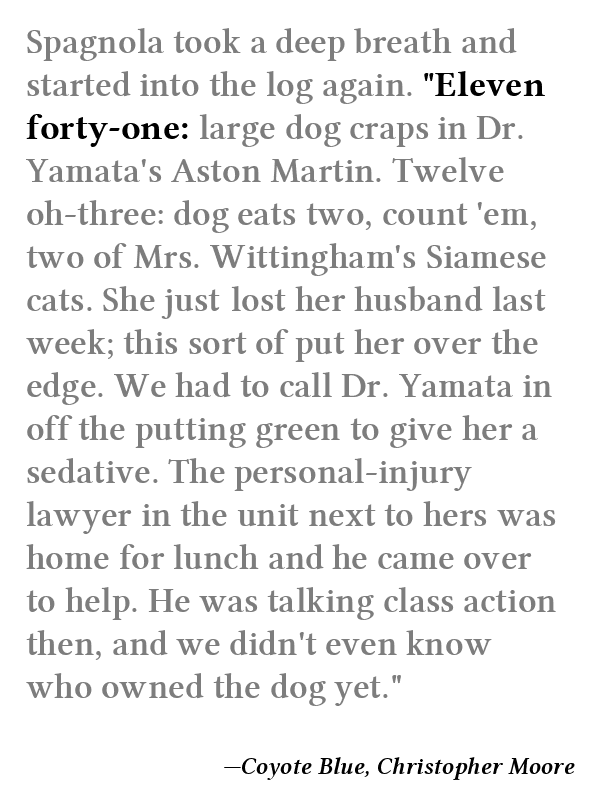 Spagnola took a deep breath and
started into the log again. "Eleven
forty-one: large dog craps in Dr.
Yamata's Aston Martin. Twelve
oh-three: dog eats two, count 'em,
two of Mrs. Wittingham's Siamese
cats. She just lost her husband last
week; this sort of put her over the
edge. We had to call Dr. Yamata in
off the putting green to give her a
sedative. The personal-injury
lawyer in the unit next to hers was
home for lunch and he came over
to help. He was talking class action
then, and we didn't even know
who owned the dog yet."
—Coyote Blue, Christopher Moore